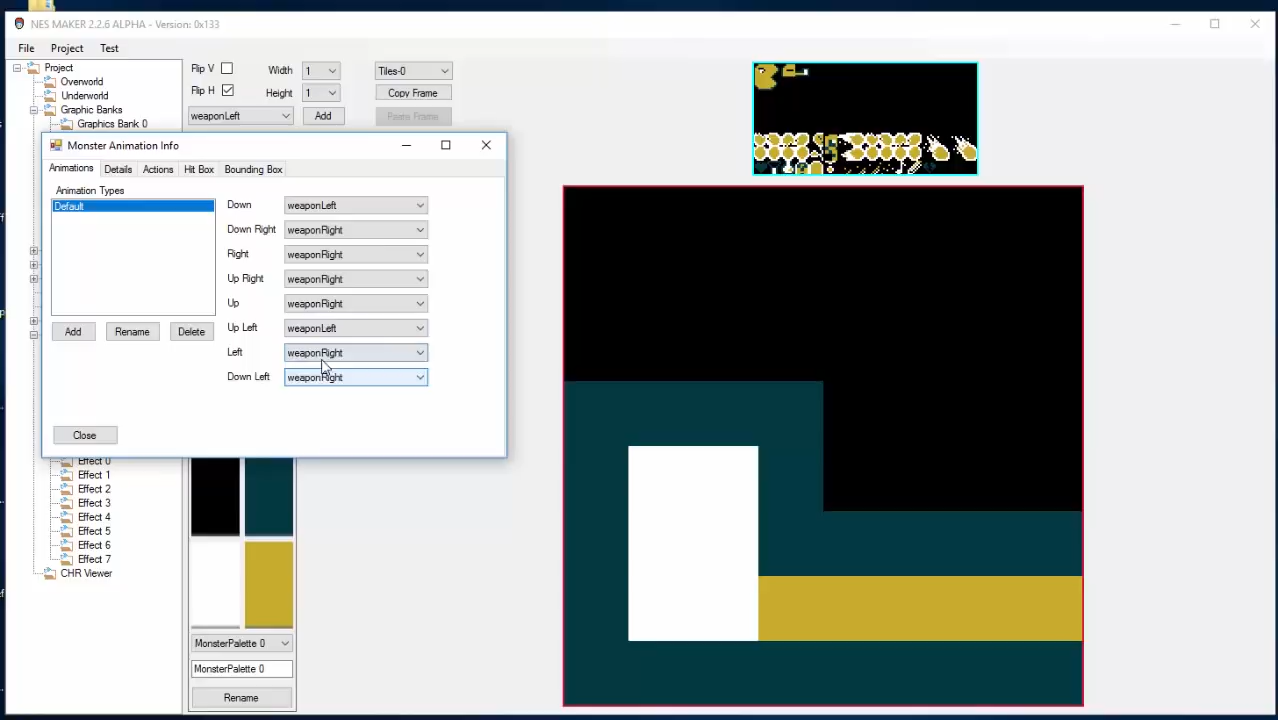 NES MAKER 2.2.6 ALPHA - Version: 0x133
File Project Test
Project
Overworld
Underworld
Graphic Banks
Graphics Bank 0
Flip V
Width 1
Tiles-0
Flip H
Height 1
Copy Frame
weaponLeft
Add
Paste Frame
Monster Animation Info
Animations Details Actions Hit Box Bounding Box
Animation Types
Default
Down weaponLeft
Down Right weaponRight
Right weaponRight
Up Right weaponRight
Up weaponRight
Up Left weaponLeft
Left weaponRight
Down Left weaponRight
Add Rename Delete
Close
Effect 0
Effect 1
Effect 2
Effect 3
Effect 4
Effect 5
Effect 6
Effect 7
CHR Viewer
MonsterPalette 0
MonsterPalette 0
Rename